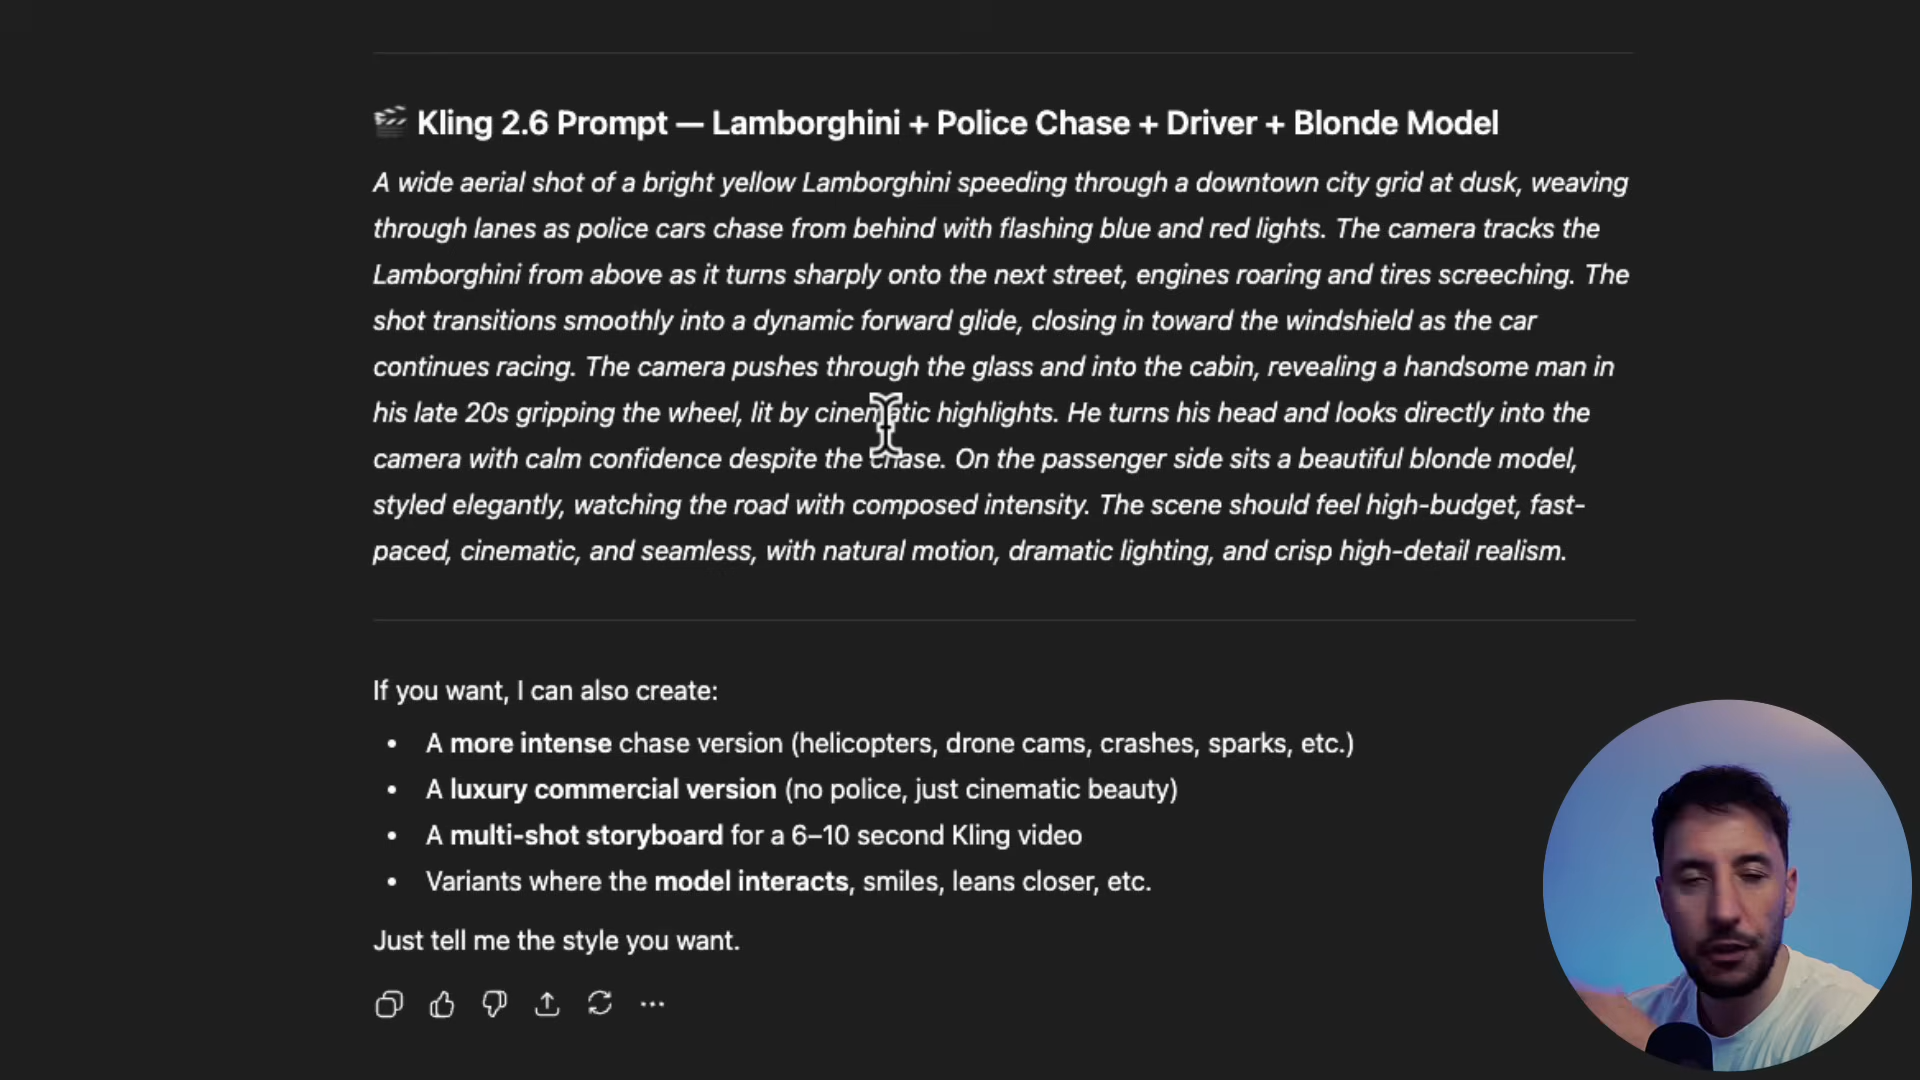 Kling 2.6 Prompt — Lamborghini + Police Chase + Driver + Blonde Model
A wide aerial shot of a bright yellow Lamborghini speeding through a downtown city grid at dusk, weaving
through lanes as police cars chase from behind with flashing blue and red lights. The camera tracks the
Lamborghini from above as it turns sharply onto the next street, engines roaring and tires screeching. The
shot transitions smoothly into a dynamic forward glide, closing in toward the windshield as the car
continues racing. The camera pushes through the glass and into the cabin, revealing a handsome man in
his late 20s gripping the wheel, lit by cinematic highlights. He turns his head and looks directly into the
camera with calm confidence despite the chase. On the passenger side sits a beautiful blonde model,
styled elegantly, watching the road with composed intensity. The scene should feel high-budget, fast-
paced, cinematic, and seamless, with natural motion, dramatic lighting, and crisp high-detail realism.
If you want, I can also create:
• A more intense chase version (helicopters, drone cams, crashes, sparks, etc.)
• A luxury commercial version (no police, just cinematic beauty)
• A multi-shot storyboard for a 6–10 second Kling video
• Variants where the model interacts, smiles, leans closer, etc.
Just tell me the style you want.